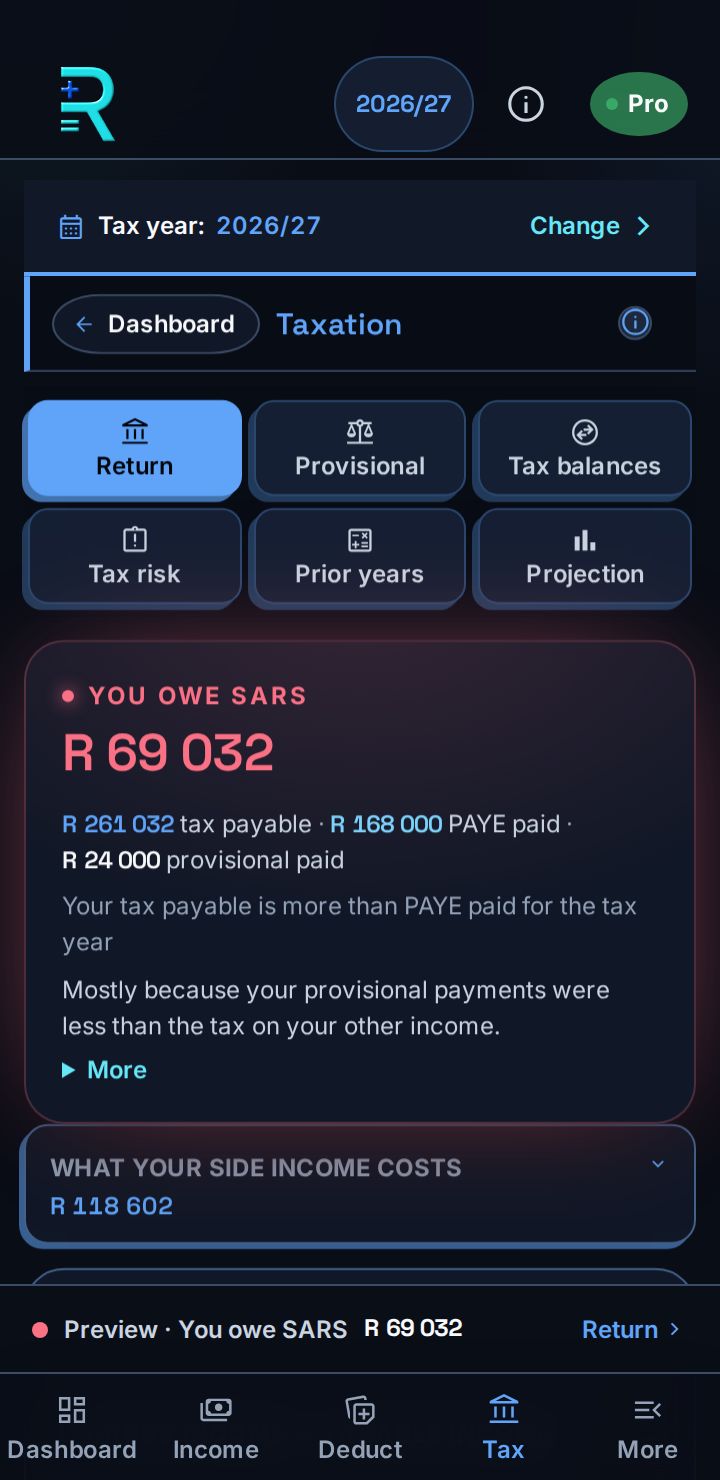 R
2026/27
Pro
Tax year: 2026/27
Change
Dashboard
Taxation
Return
Provisional
Tax balances
Tax risk
Prior years
Projection
YOU OWE SARS
R 69 032
R 261 032 tax payable · R 168 000 PAYE paid ·
R 24 000 provisional paid
Your tax payable is more than PAYE paid for the tax
year
Mostly because your provisional payments were
less than the tax on your other income.
More
WHAT YOUR SIDE INCOME COSTS
R 118 602
Preview · You owe SARS R 69 032
Return
Dashboard
Income
Deduct
Tax
More